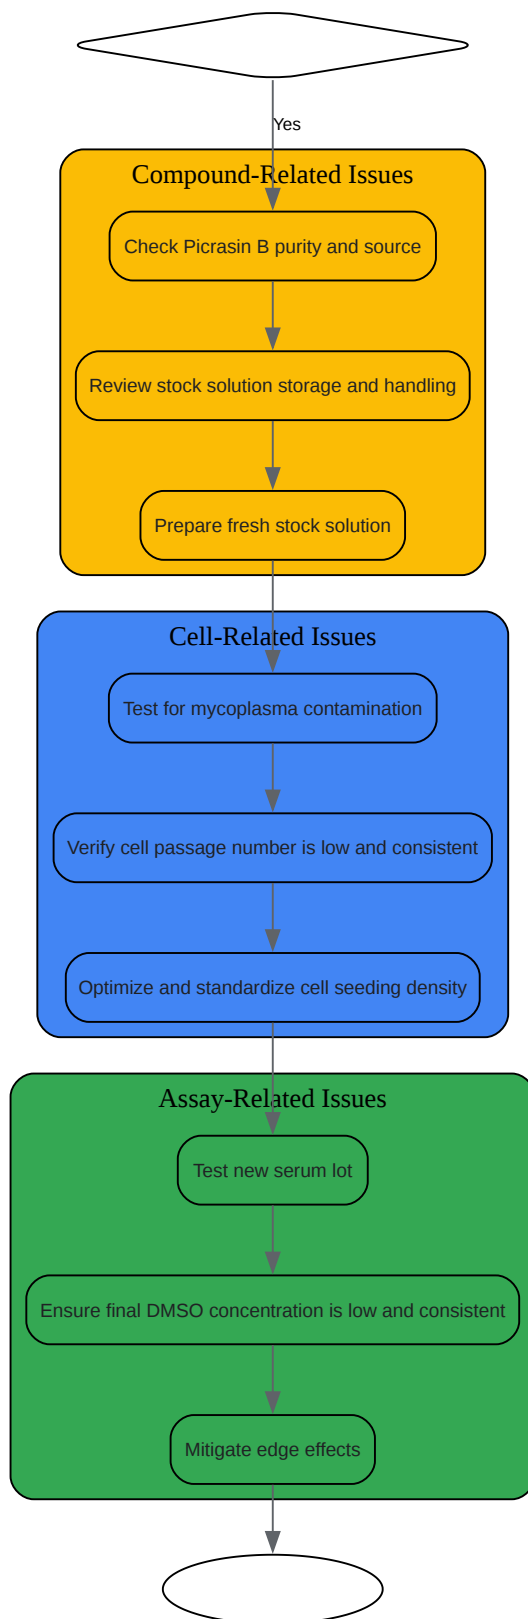 Yes
Compound-Related Issues
Check Picrasin B purity and source
Review stock solution storage and handling
Prepare fresh stock solution
Cell-Related Issues
Test for mycoplasma contamination
Verify cell passage number is low and consistent
Optimize and standardize cell seeding density
Assay-Related Issues
Test new serum lot
Ensure final DMSO concentration is low and consistent
Mitigate edge effects